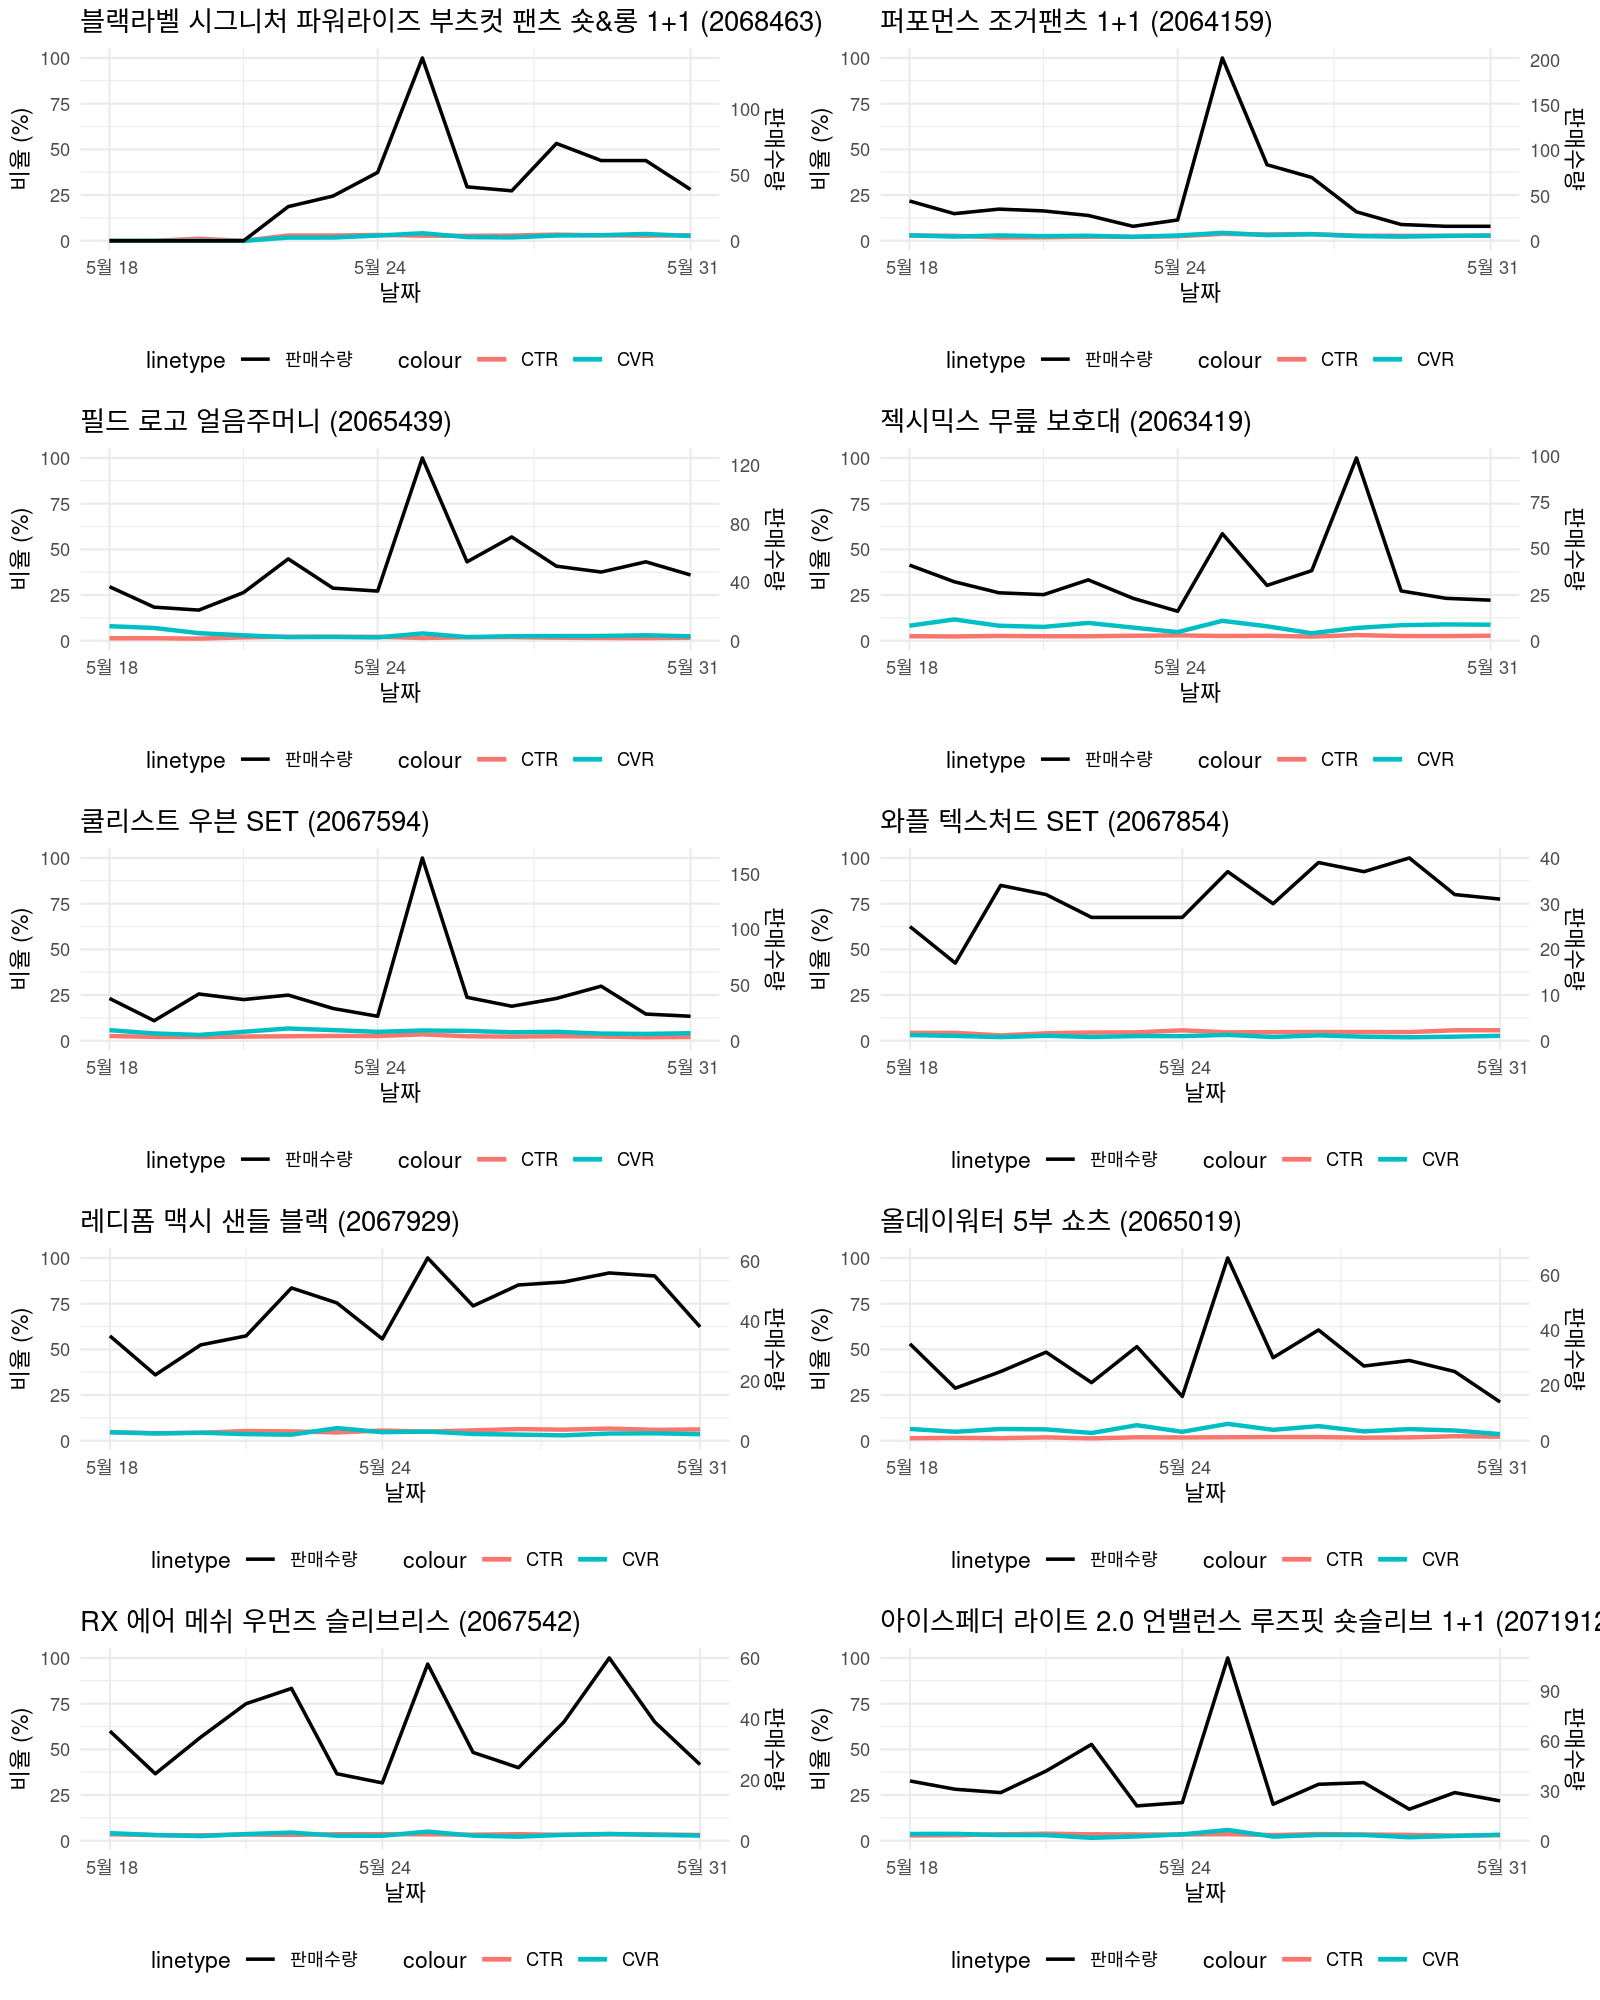 블랙라벨 시그니처 파워라이즈 부츠컷 팬츠 숏&롱 1+1 (2068463)
100
75
50
25
0
비율 (%)
100
50
0
판매수량
5월 18
5월 24
5월 31
날짜
linetype 판매수량 colour CTR CVR
퍼포먼스 조거팬츠 1+1 (2064159)
100
75
50
25
0
비율 (%)
200
150
100
50
0
판매수량
5월 18
5월 24
5월 31
날짜
linetype 판매수량 colour CTR CVR
필드 로고 얼음주머니 (2065439)
100
75
50
25
0
비율 (%)
120
80
40
0
판매수량
5월 18
5월 24
5월 31
날짜
linetype 판매수량 colour CTR CVR
젝시믹스 무릎 보호대 (2063419)
100
75
50
25
0
비율 (%)
100
75
50
25
0
판매수량
5월 18
5월 24
5월 31
날짜
linetype 판매수량 colour CTR CVR
쿨리스트 우븐 SET (2067594)
100
75
50
25
0
비율 (%)
150
100
50
0
판매수량
5월 18
5월 24
5월 31
날짜
linetype 판매수량 colour CTR CVR
와플 텍스처드 SET (2067854)
100
75
50
25
0
비율 (%)
40
30
20
10
0
판매수량
5월 18
5월 24
5월 31
날짜
linetype 판매수량 colour CTR CVR
레디폼 맥시 샌들 블랙 (2067929)
100
75
50
25
0
비율 (%)
60
40
20
0
판매수량
5월 18
5월 24
5월 31
날짜
linetype 판매수량 colour CTR CVR
올데이워터 5부 쇼츠 (2065019)
100
75
50
25
0
비율 (%)
60
40
20
0
판매수량
5월 18
5월 24
5월 31
날짜
linetype 판매수량 colour CTR CVR
RX 에어 메쉬 우먼즈 슬리브리스 (2067542)
100
75
50
25
0
비율 (%)
60
40
20
0
판매수량
5월 18
5월 24
5월 31
날짜
linetype 판매수량 colour CTR CVR
아이스페더 라이트 2.0 언밸런스 루즈핏 숏슬리브 1+1 (2071912
100
75
50
25
0
비율 (%)
90
60
30
0
판매수량
5월 18
5월 24
5월 31
날짜
linetype 판매수량 colour CTR CVR